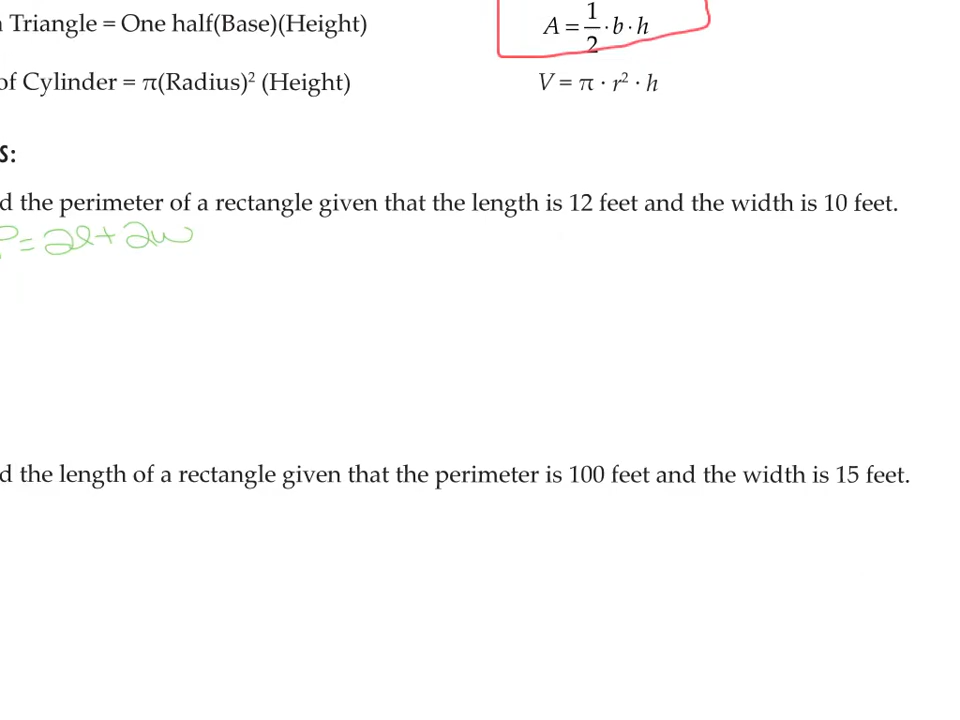 Triangle = One half(Base)(Height) A = 1/2 · b · h
of Cylinder = π(Radius)² (Height) V = π · r² · h
S:
d the perimeter of a rectangle given that the length is 12 feet and the width is 10 feet.
P = 2l + 2w
d the length of a rectangle given that the perimeter is 100 feet and the width is 15 feet.